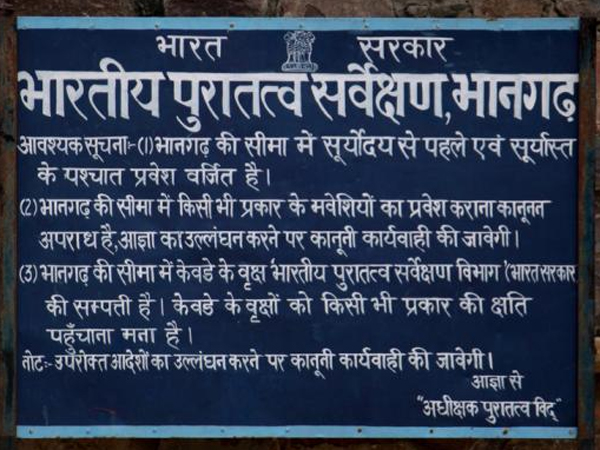 भारत सरकार
भारतीय पुरातत्व सर्वेक्षण, भानगढ़
आवश्यक सूचना:- (1) भानगढ़ की सीमा में सूर्योदय से पहले एवं सूर्यास्त
के पश्चात प्रवेश वर्जित है।
(2) भानगढ़ की सीमा में किसी भी प्रकार के मवेशियों का प्रवेश कराना कानूनन
अपराध है, आज्ञा का उल्लंघन करने पर कानूनी कार्यवाही की जावेगी।
(3) भानगढ़ की सीमा में केवडे के वृक्ष 'भारतीय पुरातत्व सर्वेक्षण विभाग' (भारत सरकार
की सम्पती है। केवडे के वृक्षों को किसी भी प्रकार की क्षति
पहुँचाना मना है।
नोट:- उपरोक्त आदेशों का उल्लंघन करने पर कानूनी कार्यवाही की जावेगी।
आज्ञा से
"अधीक्षक पुरातत्व विद्"